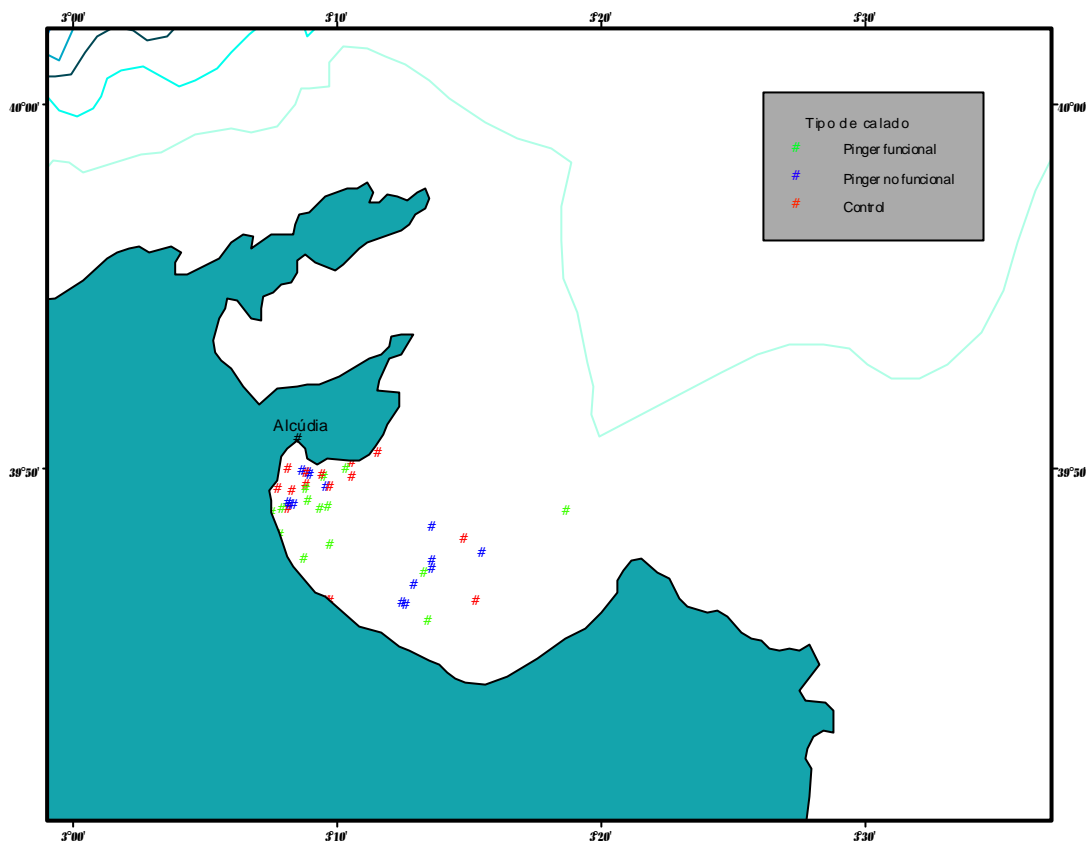 3°00' 3°10' 3°20' 3°30'
40°00' 40°00'
Tipo de calado
# Pinger funcional
# Pinger no funcional
# Control
Alcúdia
39°50' 39°50'
3°00' 3°10' 3°20' 3°30'